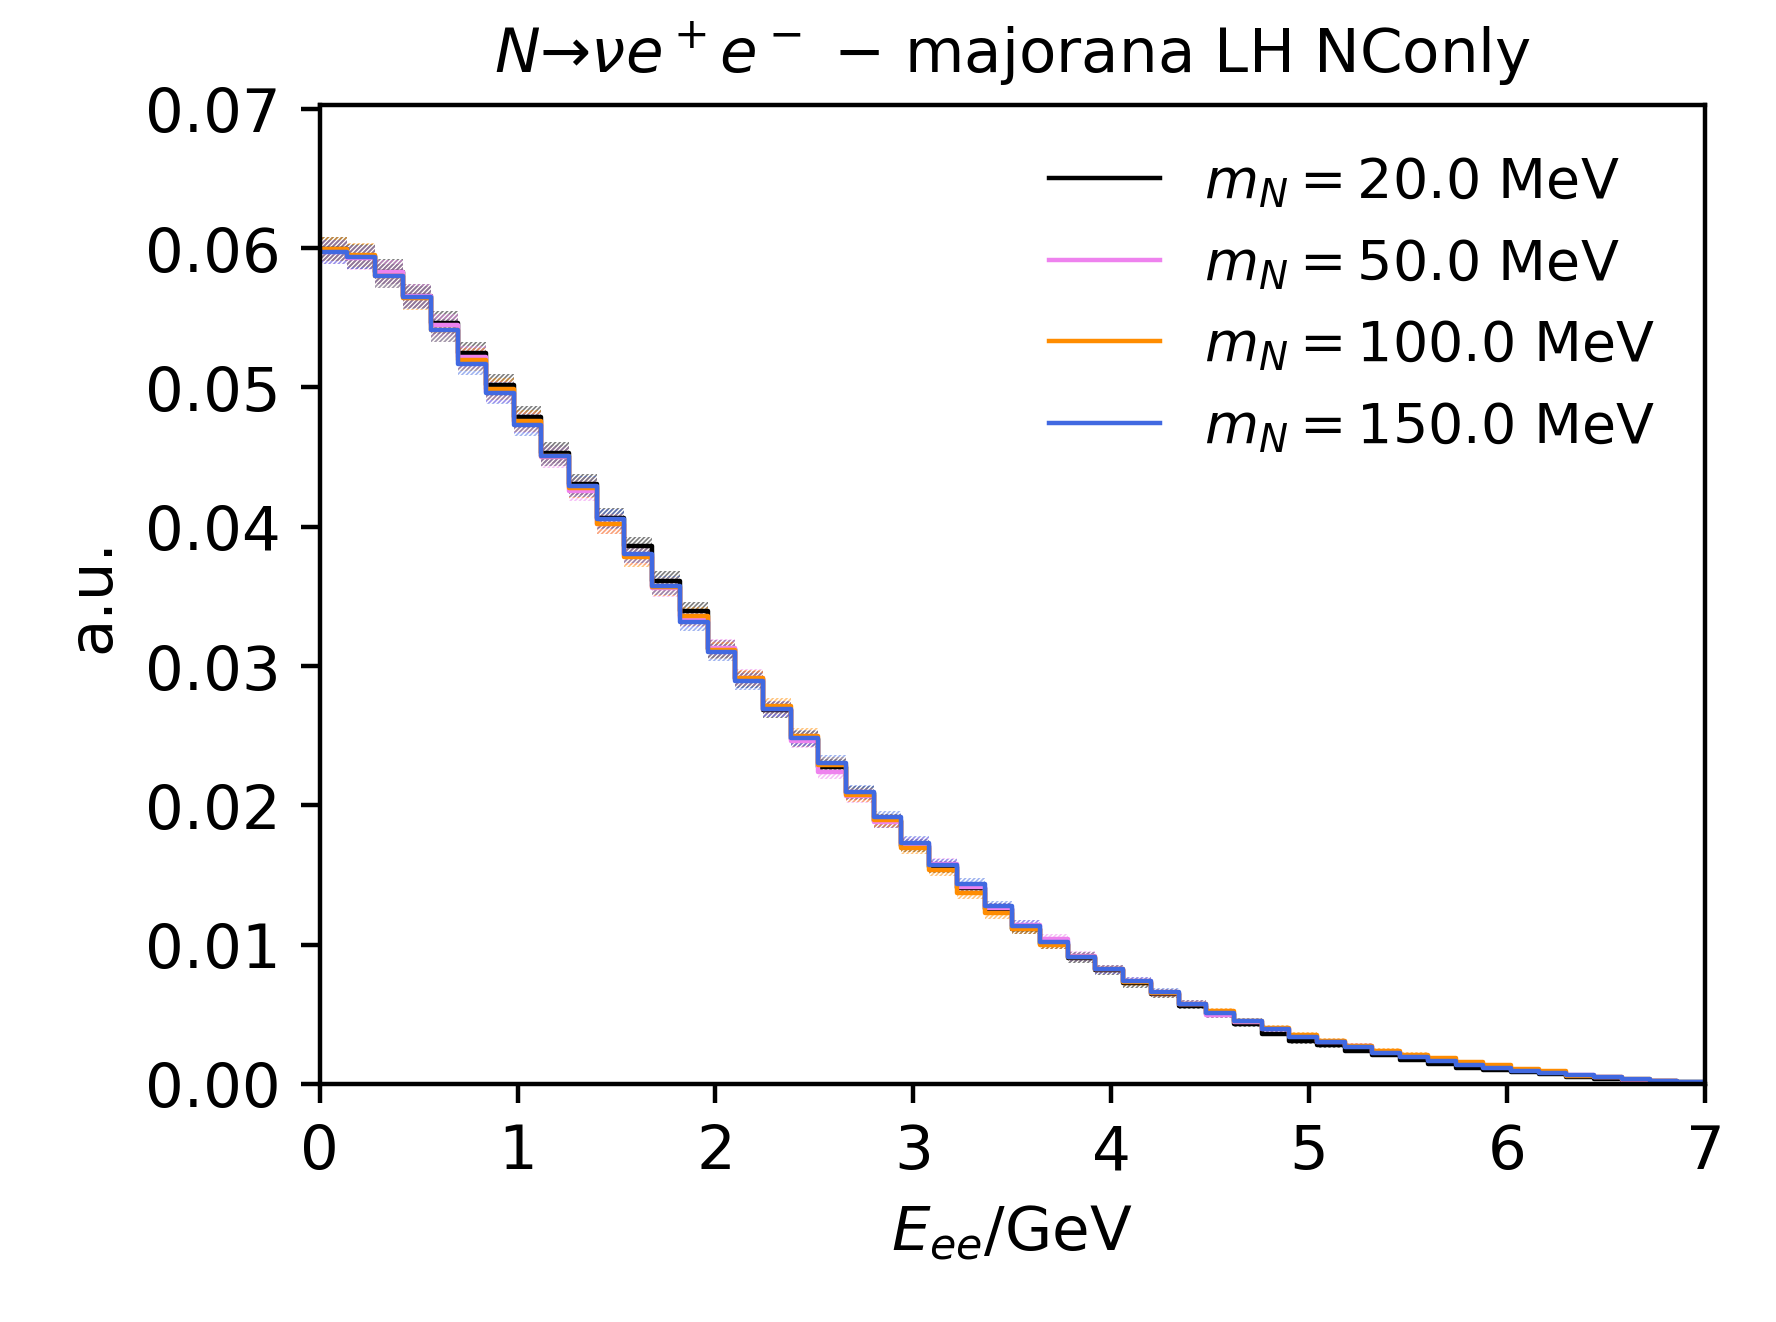 N→νe⁺e⁻ − majorana LH NConly
0.07
0.06
0.05
0.04
0.03
0.02
0.01
0.00
a.u.
m_N = 20.0 MeV
m_N = 50.0 MeV
m_N = 100.0 MeV
m_N = 150.0 MeV
0 1 2 3 4 5 6 7
E_ee/GeV